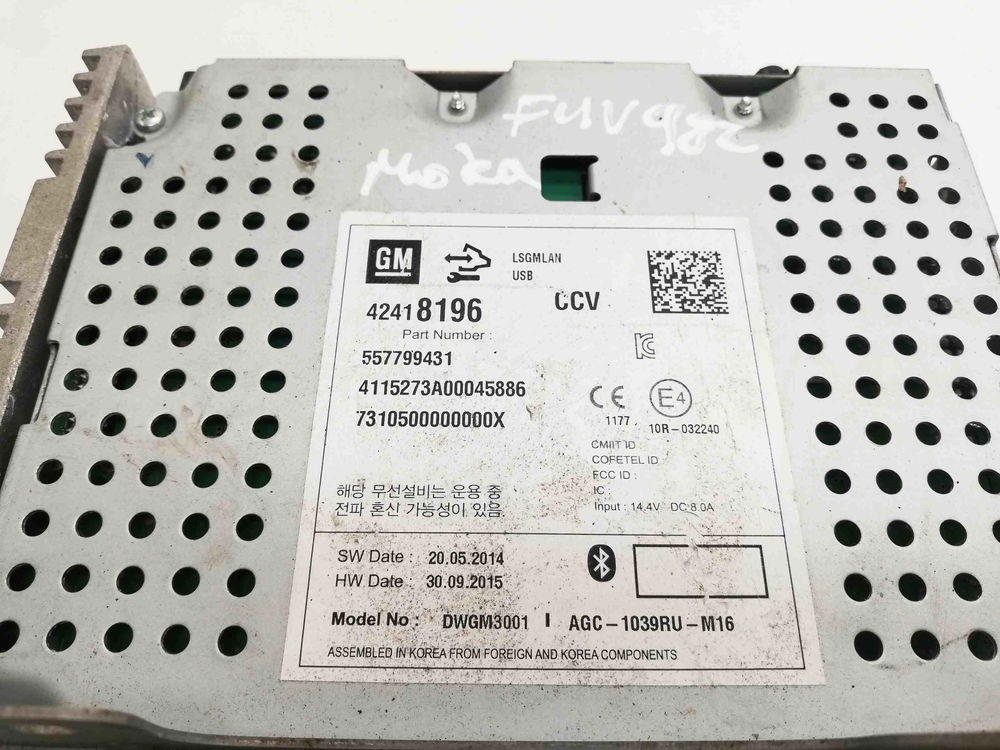 Moka
GM
LSGMLAN
USB
42418196
CCV
Part Number :
557799431
4115273A00045886
7310500000000X
CE
1177
E4
10R-032240
CMIIT ID :
COFETEL ID :
FCC ID :
IC :
Input : 14.4V DC 8.0A
해당 무선설비는 운용 중
전파 혼신 가능성이 있음
SW Date : 20.05.2014
HW Date : 30.09.2015
Model No : DWGM3001 I AGC-1039RU-M16
ASSEMBLED IN KOREA FROM FOREIGN AND KOREA COMPONENTS